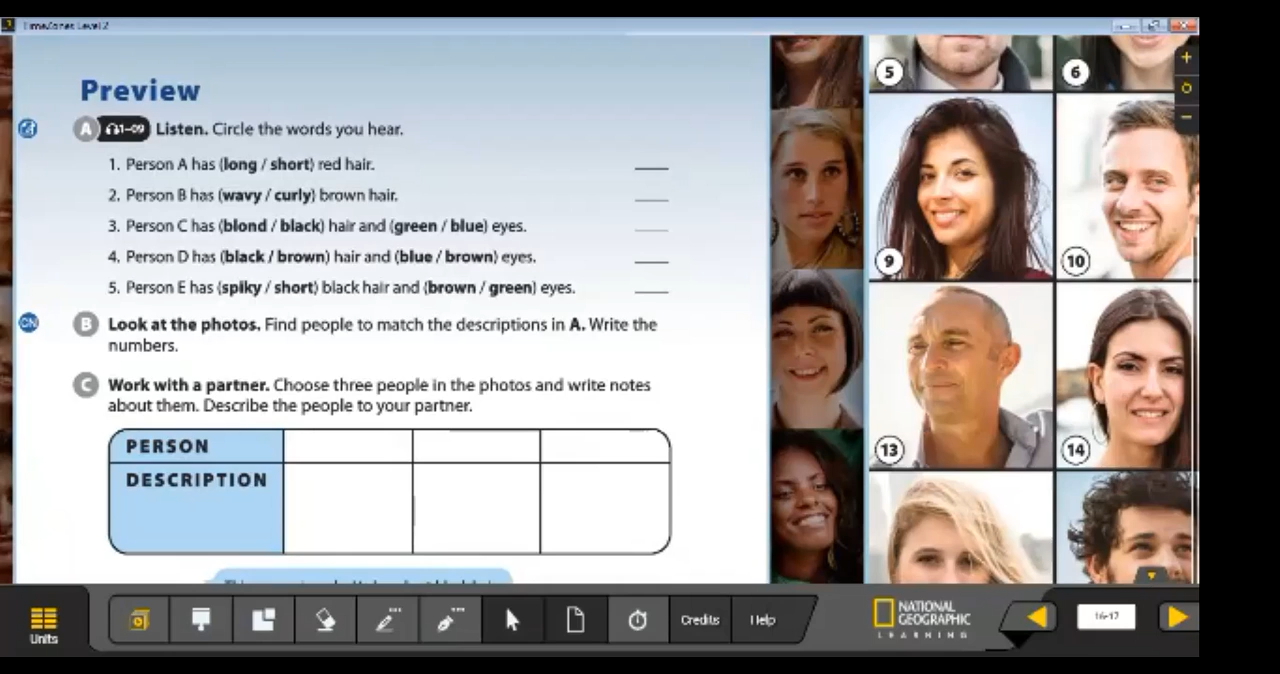 TimeZones Level 2
Preview
A 1-09 Listen. Circle the words you hear.
1. Person A has (long / short) red hair.
2. Person B has (wavy / curly) brown hair.
3. Person C has (blond / black) hair and (green / blue) eyes.
4. Person D has (black / brown) hair and (blue / brown) eyes.
5. Person E has (spiky / short) black hair and (brown / green) eyes.
CN
B Look at the photos. Find people to match the descriptions in A. Write the
numbers.
C Work with a partner. Choose three people in the photos and write notes
about them. Describe the people to your partner.
PERSON
DESCRIPTION
5
6
9
10
13
14
Units
Credits
Help
NATIONAL
GEOGRAPHIC
LEARNING
16-17